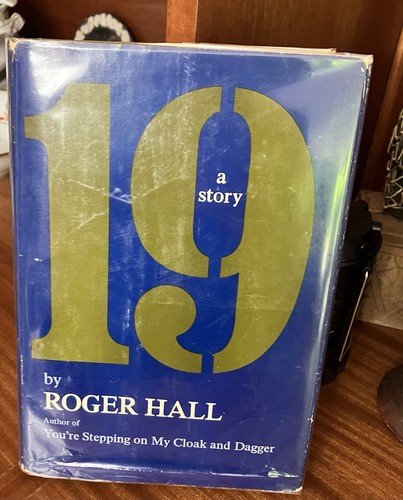 19
a
story
by
ROGER HALL
Author of
You're Stepping on My Cloak and Dagger